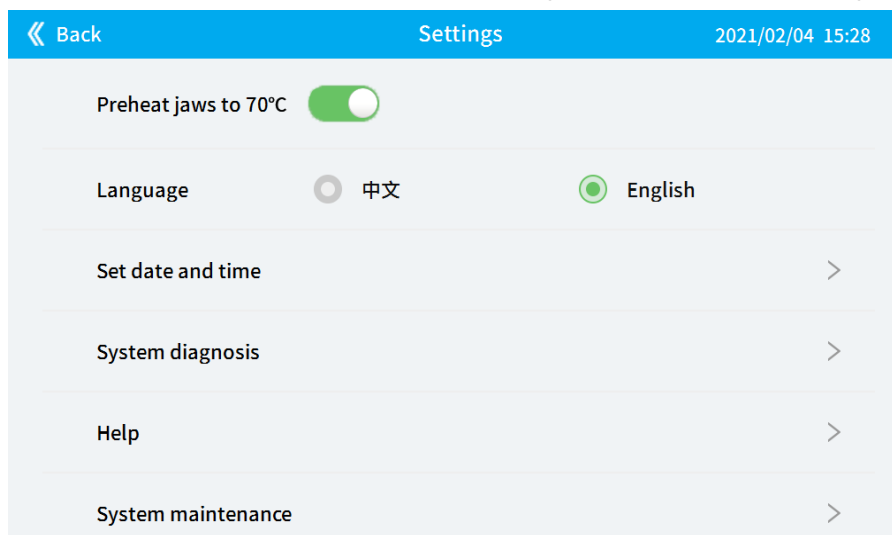 Back Settings 2021/02/04 15:28
Preheat jaws to 70℃
Language 中文 English
Set date and time
System diagnosis
Help
System maintenance